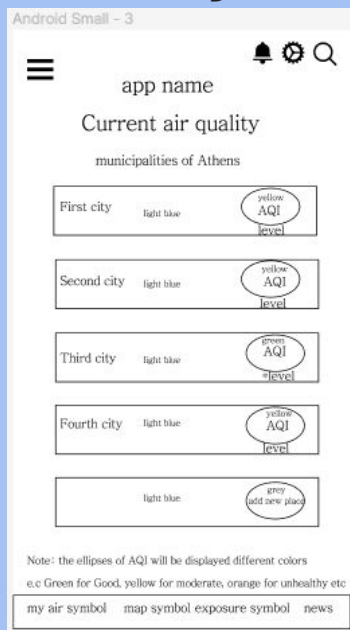 Android Small - 3
app name
Current air quality
municipalities of Athens
First city light blue yellow AQI level
Second city light blue yellow AQI level
Third city light blue green AQI level
Fourth city light blue yellow AQI level
light blue grey add new place
Note: the ellipses of AQI will be displayed different colors
e.c Green for Good, yellow for moderate, orange for unhealthy etc
my air symbol map symbol exposure symbol news